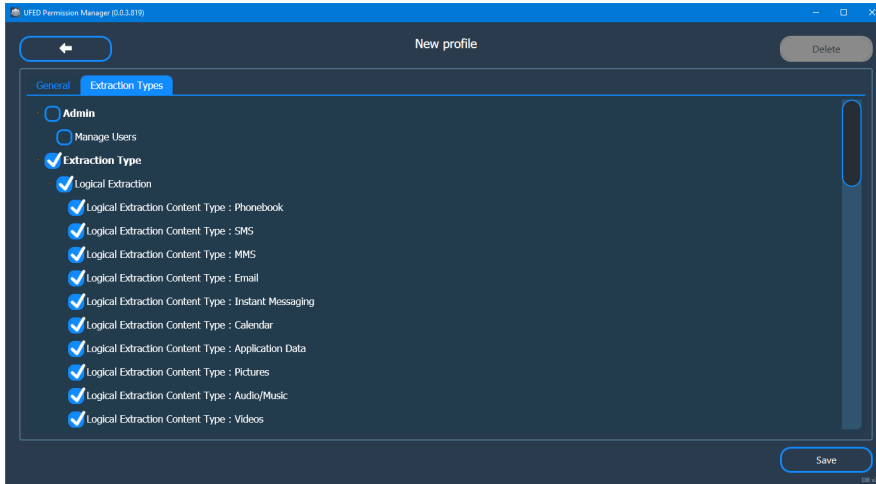 UFED Permission Manager (0.0.3.819)
New profile
Delete
General Extraction Types
Admin
Manage Users
Extraction Type
Logical Extraction
Logical Extraction Content Type : Phonebook
Logical Extraction Content Type : SMS
Logical Extraction Content Type : MMS
Logical Extraction Content Type : Email
Logical Extraction Content Type : Instant Messaging
Logical Extraction Content Type : Calendar
Logical Extraction Content Type : Application Data
Logical Extraction Content Type : Pictures
Logical Extraction Content Type : Audio/Music
Logical Extraction Content Type : Videos
Save